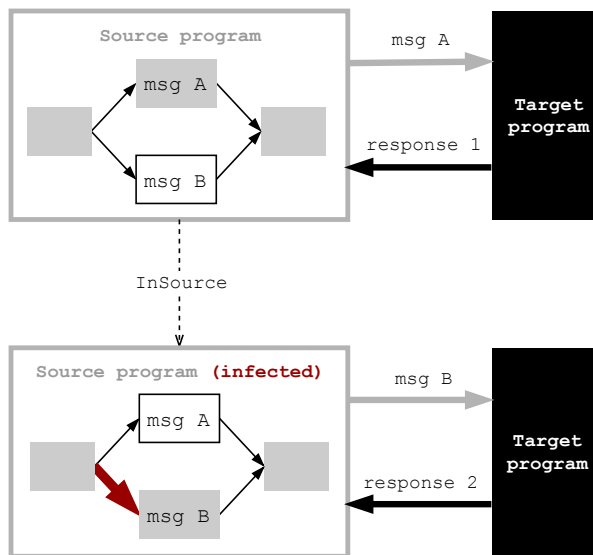 Source program
msg A
msg A
Target
program
response 1
msg B
InSource
Source program (infected)
msg B
msg A
Target
program
response 2
msg B